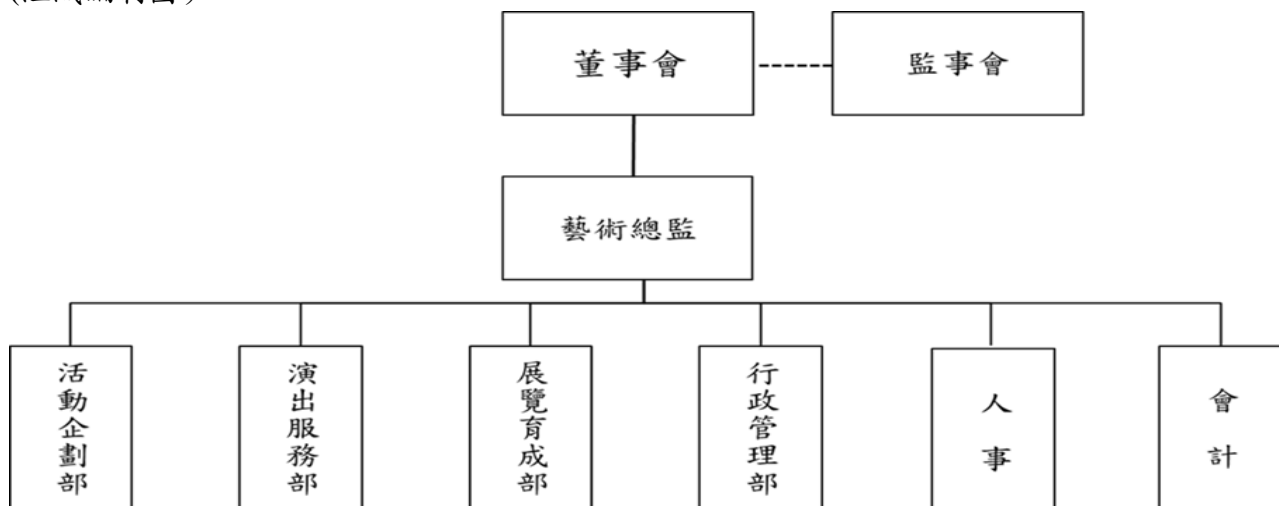 董事會
監事會
藝術總監
活動企劃部
演出服務部
展覽育成部
行政管理部
人事
會計